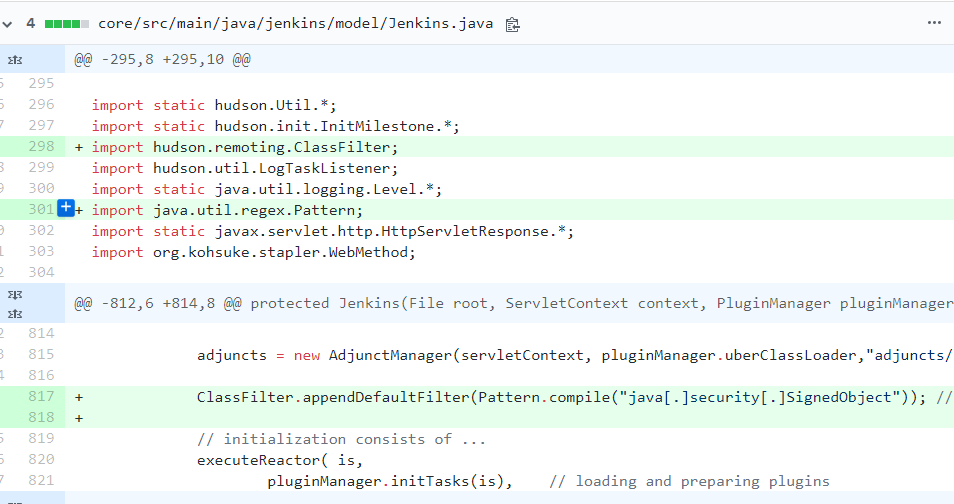 4 core/src/main/java/jenkins/model/Jenkins.java ...
@@ -295,8 +295,10 @@
5 295
6 296 import static hudson.Util.*;
7 297 import static hudson.init.InitMilestone.*;
298 + import hudson.remoting.ClassFilter;
8 299 import hudson.util.LogTaskListener;
9 300 import static java.util.logging.Level.*;
301 + import java.util.regex.Pattern;
0 302 import static javax.servlet.http.HttpServletResponse.*;
1 303 import org.kohsuke.stapler.WebMethod;
2 304
@@ -812,6 +814,8 @@ protected Jenkins(File root, ServletContext context, PluginManager pluginManager
2 814
3 815 adjuncts = new AdjunctManager(servletContext, pluginManager.uberClassLoader,"adjuncts/
4 816
817 + ClassFilter.appendDefaultFilter(Pattern.compile("java[.]security[.]SignedObject")); //
818 +
5 819 // initialization consists of ...
6 820 executeReactor( is,
7 821 pluginManager.initTasks(is), // loading and preparing plugins